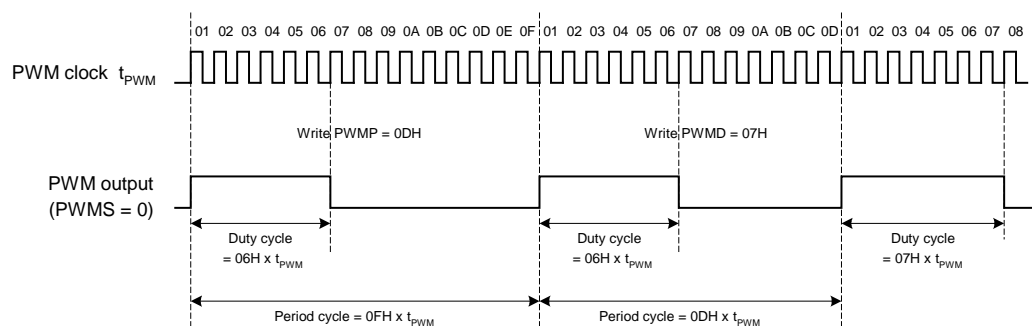 01 02 03 04 05 06 07 08 09 0A 0B 0C 0D 0E 0F 01 02 03 04 05 06 07 08 09 0A 0B 0C 0D 01 02 03 04 05 06 07 08
PWM clock tPWM
Write PWMP = 0DH
Write PWMD = 07H
PWM output
(PWMS = 0)
Duty cycle
= 06H x tPWM
Duty cycle
= 06H x tPWM
Duty cycle
= 07H x tPWM
Period cycle = 0FH x tPWM
Period cycle = 0DH x tPWM